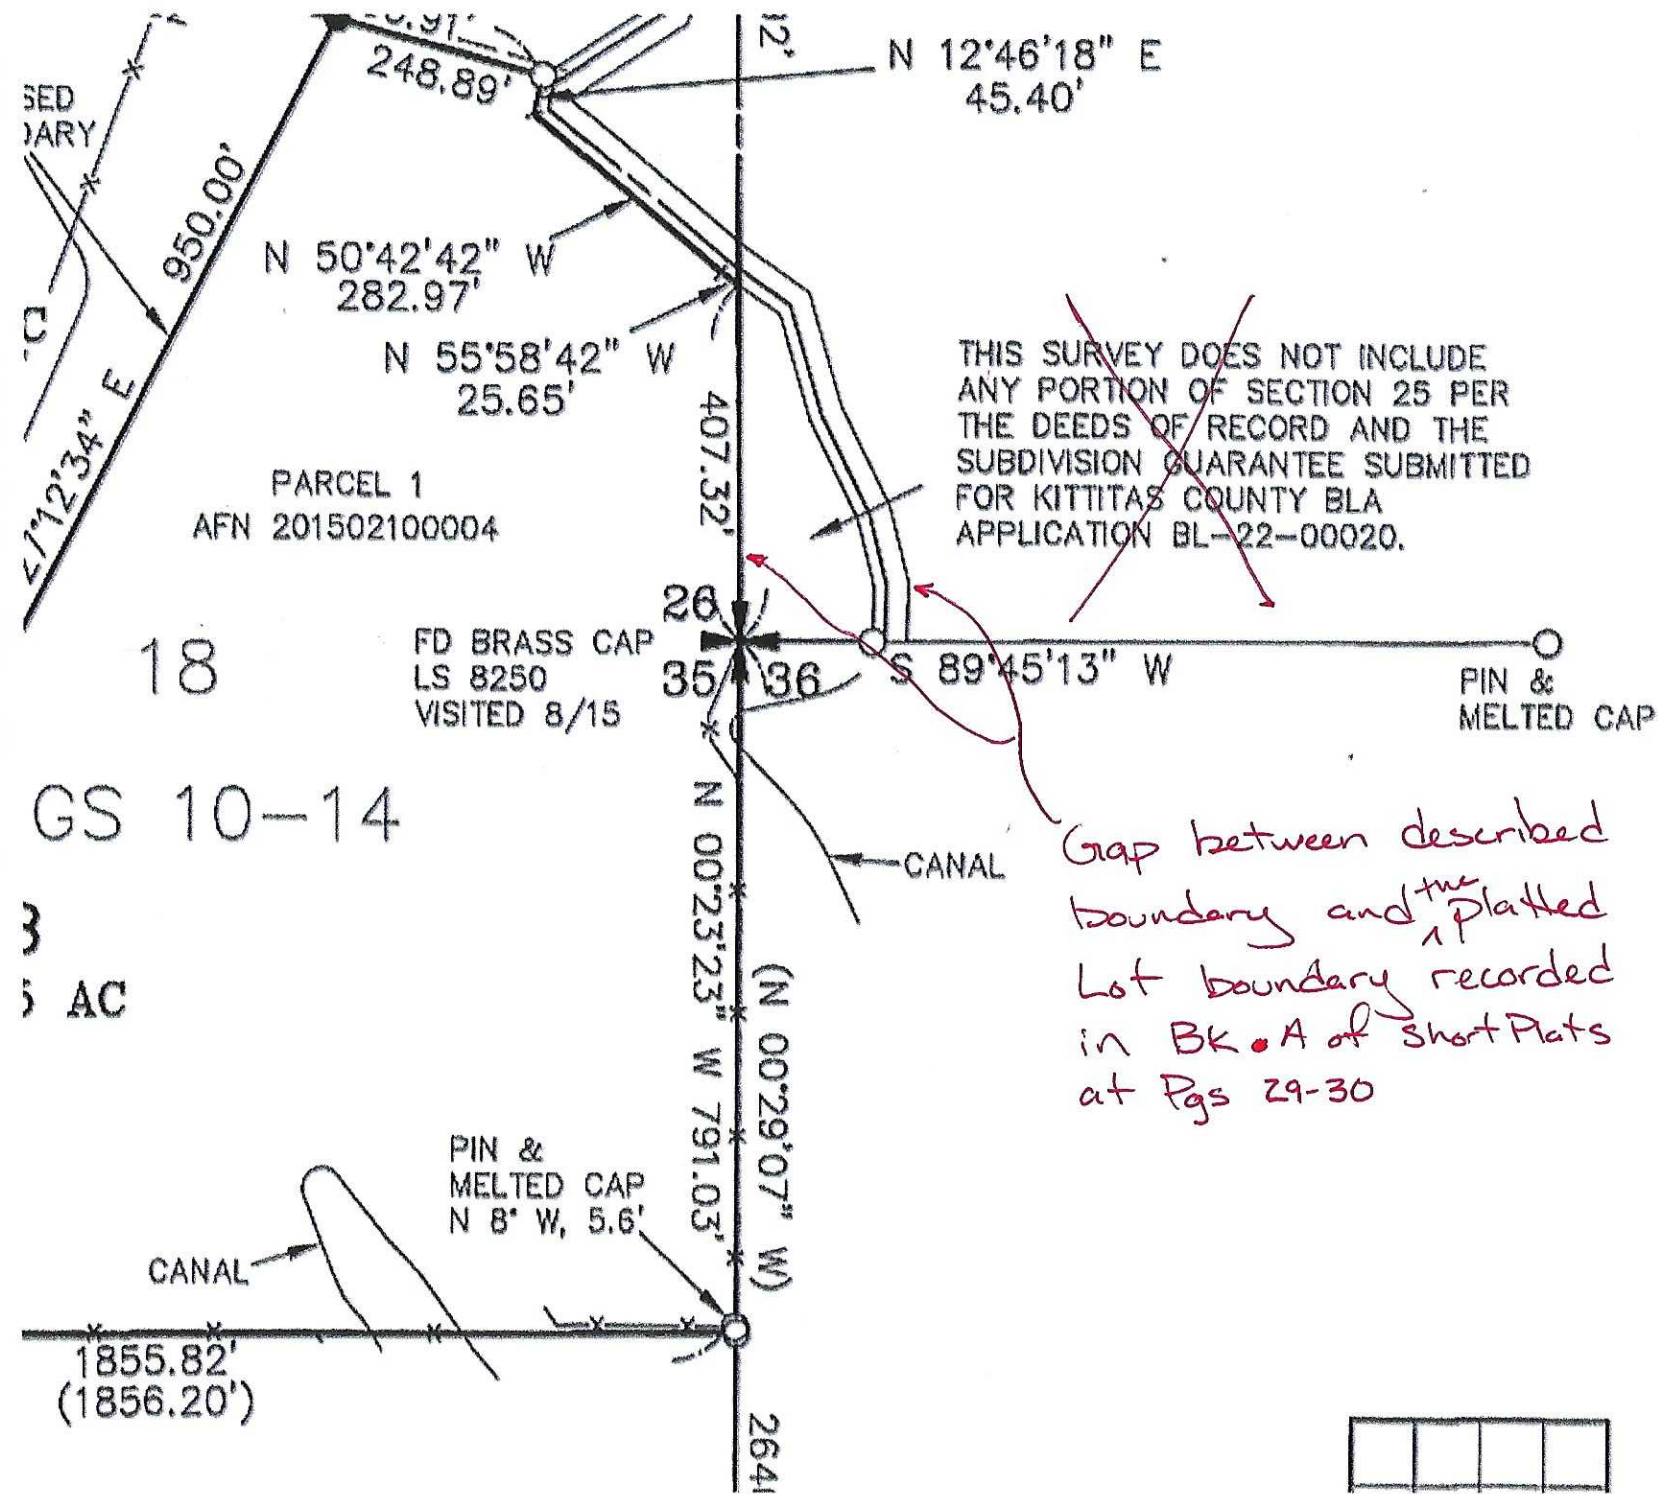 248.89'
N 12°46'18" E
45.40'
SED
DARY
950.00'
N 50°42'42" W
282.97'
N 55°58'42" W
25.65'
407.32'
THIS SURVEY DOES NOT INCLUDE
ANY PORTION OF SECTION 25 PER
THE DEEDS OF RECORD AND THE
SUBDIVISION GUARANTEE SUBMITTED
FOR KITTITAS COUNTY BLA
APPLICATION BL-22-00020.
PARCEL 1
AFN 201502100004
12'34" E
26
35
36
18
FD BRASS CAP
LS 8250
VISITED 8/15
S 89°45'13" W
PIN &
MELTED CAP
GS 10-14
CANAL
Gap between described
boundary and the platted
Lot boundary recorded
in Bk. A of Short Plats
at Pgs 29-30
AC
N 00°23'23" W 791.03'
(N 00°29'07" W)
PIN &
MELTED CAP
N 8° W, 5.6'
CANAL
1855.82'
(1856.20')
264